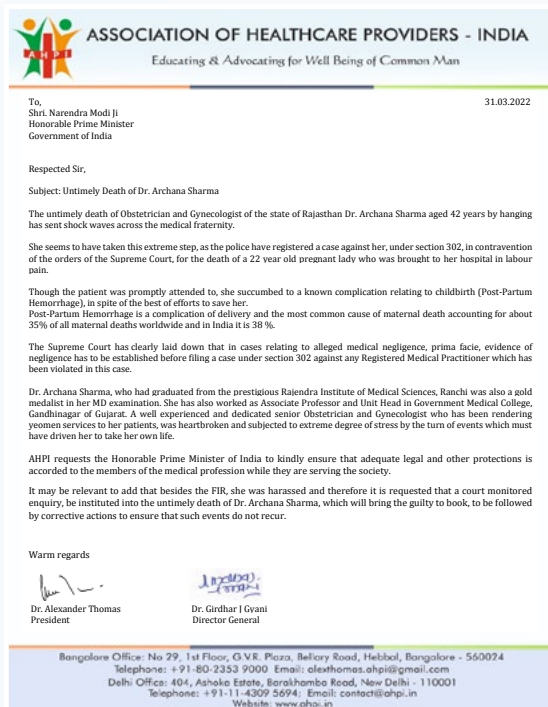 AHPI
ASSOCIATION OF HEALTHCARE PROVIDERS - INDIA
Educating & Advocating for Well Being of Common Man
To,
31.03.2022
Shri. Narendra Modi Ji
Honorable Prime Minister
Government of India
Respected Sir,
Subject: Untimely Death of Dr. Archana Sharma
The untimely death of Obstetrician and Gynecologist of the state of Rajasthan Dr. Archana Sharma aged 42 years by hanging
has sent shock waves across the medical fraternity.
She seems to have taken this extreme step, as the police have registered a case against her, under section 302, in contravention
of the orders of the Supreme Court, for the death of a 22 year old pregnant lady who was brought to her hospital in labour
pain.
Though the patient was promptly attended to, she succumbed to a known complication relating to childbirth (Post-Partum
Hemorrhage), in spite of the best of efforts to save her.
Post-Partum Hemorrhage is a complication of delivery and the most common cause of maternal death accounting for about
35% of all maternal deaths worldwide and in India it is 38 %.
The Supreme Court has clearly laid down that in cases relating to alleged medical negligence, prima facie, evidence of
negligence has to be established before filing a case under section 302 against any Registered Medical Practitioner which has
been violated in this case.
Dr. Archana Sharma, who had graduated from the prestigious Rajendra Institute of Medical Sciences, Ranchi was also a gold
medalist in her MD examination. She has also worked as Associate Professor and Unit Head in Government Medical College,
Gandhinagar of Gujarat. A well experienced and dedicated senior Obstetrician and Gynecologist who has been rendering
yeomen services to her patients, was heartbroken and subjected to extreme degree of stress by the turn of events which must
have driven her to take her own life.
AHPI requests the Honorable Prime Minister of India to kindly ensure that adequate legal and other protections is
accorded to the members of the medical profession while they are serving the society.
It may be relevant to add that besides the FIR, she was harassed and therefore it is requested that a court monitored
enquiry, be instituted into the untimely death of Dr. Archana Sharma, which will bring the guilty to book, to be followed
by corrective actions to ensure that such events do not recur.
Warm regards
Dr. Alexander Thomas
Dr. Girdhar J Gyani
President
Director General
Bangalore Office: No 29, 1st Floor, G.V.R. Plaza, Bellary Road, Hebbal, Bangalore - 560024
Telephone: +91-80-2353 9000 Email: alexthomas.ahpi@gmail.com
Delhi Office: 404, Ashoka Estate, Barakhamba Road, New Delhi - 110001
Telephone: +91-11-4309 5694; Email: contact@ahpi.in
Website: www.ahpi.in